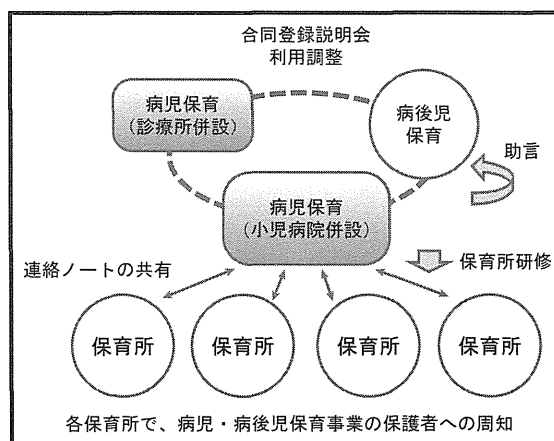 合同登録説明会
利用調整
病児保育
（診療所併設）
病後児
保育
助言
病児保育
（小児病院併設）
連絡ノートの共有
保育所研修
保育所
保育所
保育所
保育所
各保育所で、病児・病後児保育事業の保護者への周知